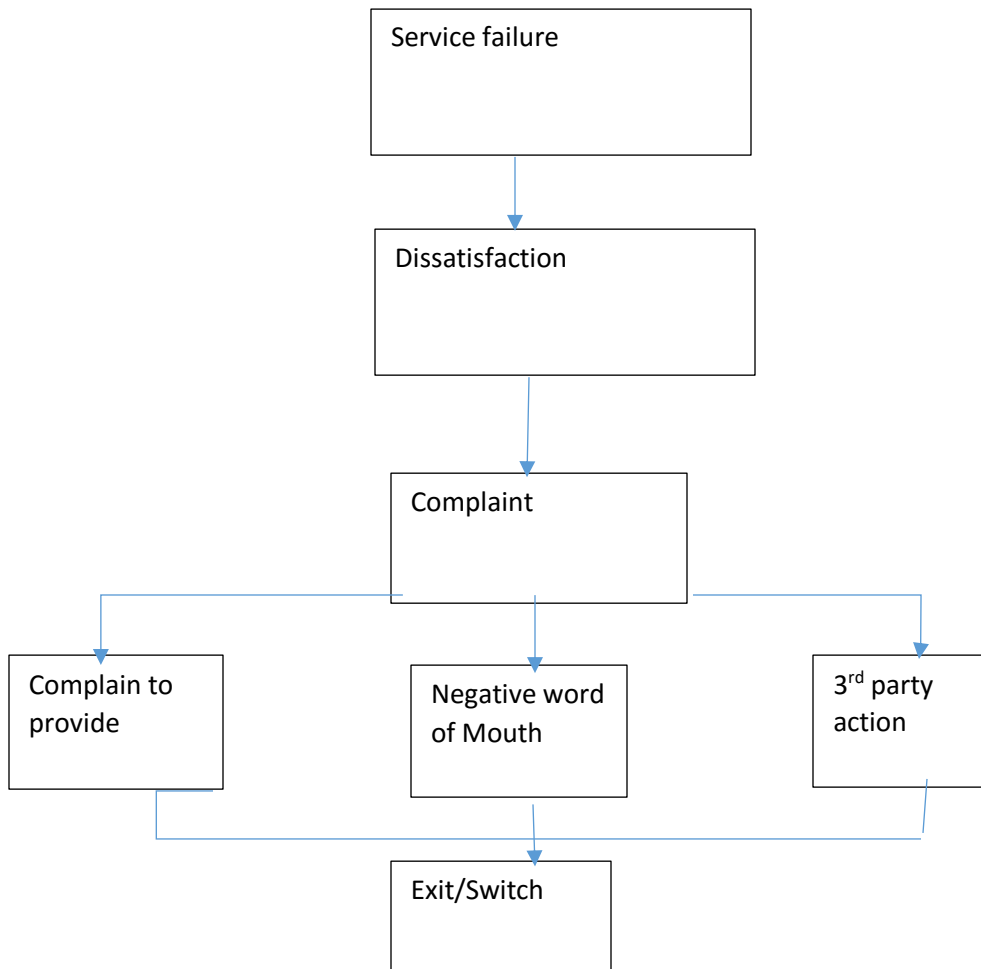 Service failure
Dissatisfaction
Complaint
Complain to
provide
Negative word
of Mouth
3rd party
action
Exit/Switch